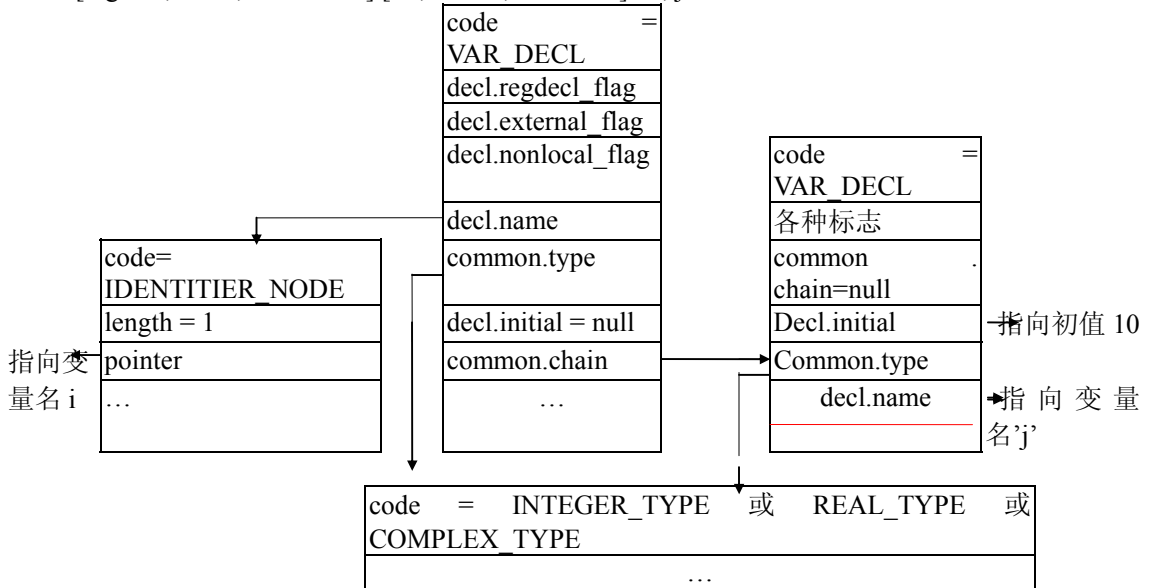 code =
VAR_DECL
decl.regdecl_flag
decl.external_flag
decl.nonlocal_flag
decl.name
common.type
decl.initial = null
common.chain
…
code=
IDENTITIER_NODE
length = 1
pointer
…
指向变
量名 i
code =
VAR_DECL
各种标志
common .
chain=null
Decl.initial
Common.type
decl.name
指向初值 10
指 向 变 量
名’j’
code = INTEGER_TYPE 或 REAL_TYPE 或
COMPLEX_TYPE
…